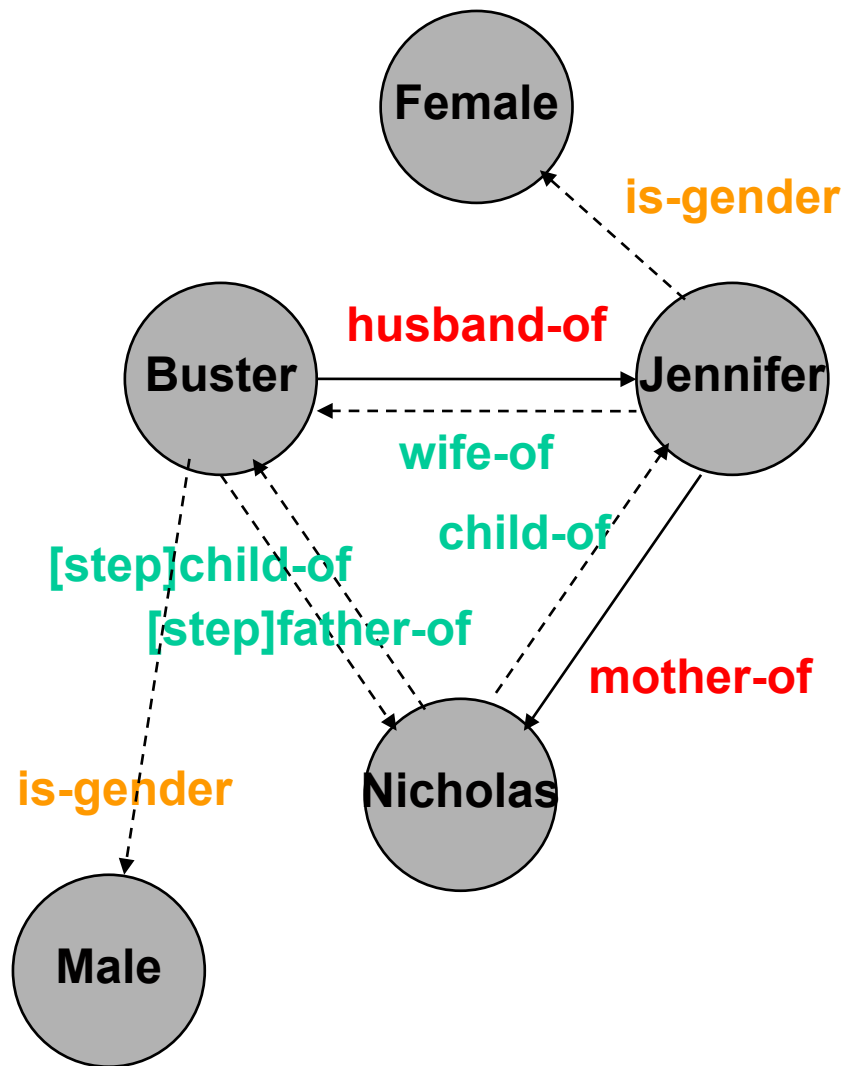 Female
is-gender
husband-of
Buster
Jennifer
wife-of
child-of
[step]child-of
[step]father-of
mother-of
is-gender
Nicholas
Male